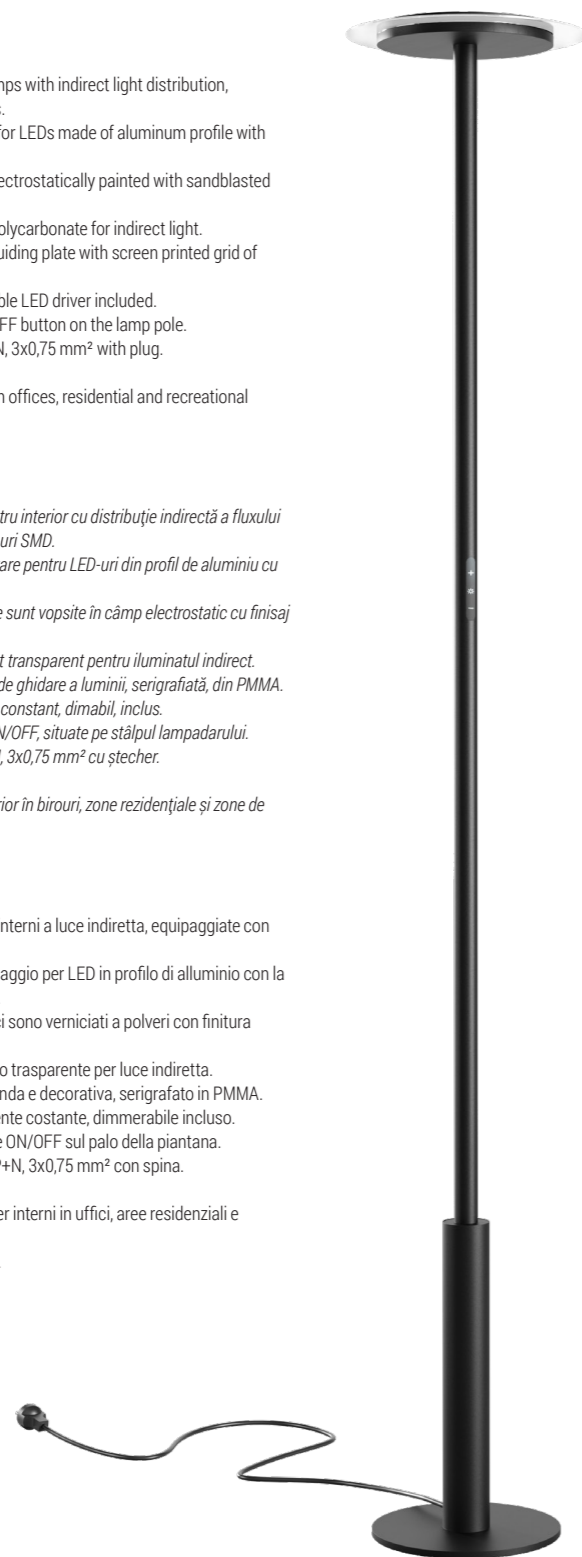 mps with indirect light distribution,
s.
for LEDs made of aluminum profile with
ectrostatically painted with sandblasted
olycarbonate for indirect light.
uiding plate with screen printed grid of
ble LED driver included.
FF button on the lamp pole.
N, 3x0,75 mm² with plug.
n offices, residential and recreational
tru interior cu distribuţie indirectă a fluxului
uri SMD.
are pentru LED-uri din profil de aluminiu cu
e sunt vopsite în câmp electrostatic cu finisaj
t transparent pentru iluminatul indirect.
de ghidare a luminii, serigrafiată, din PMMA.
constant, dimabil, inclus.
N/OFF, situate pe stâlpul lampadarului.
, 3x0,75 mm² cu ştecher.
rior în birouri, zone rezidenţiale și zone de
nterni a luce indiretta, equipaggiate con
aggio per LED in profilo di alluminio con la
ci sono verniciati a polveri con finitura
o trasparente per luce indiretta.
nda e decorativa, serigrafato in PMMA.
ente costante, dimmerabile incluso.
e ON/OFF sul palo della piantana.
P+N, 3x0,75 mm² con spina.
er interni in uffici, aree residenziali e